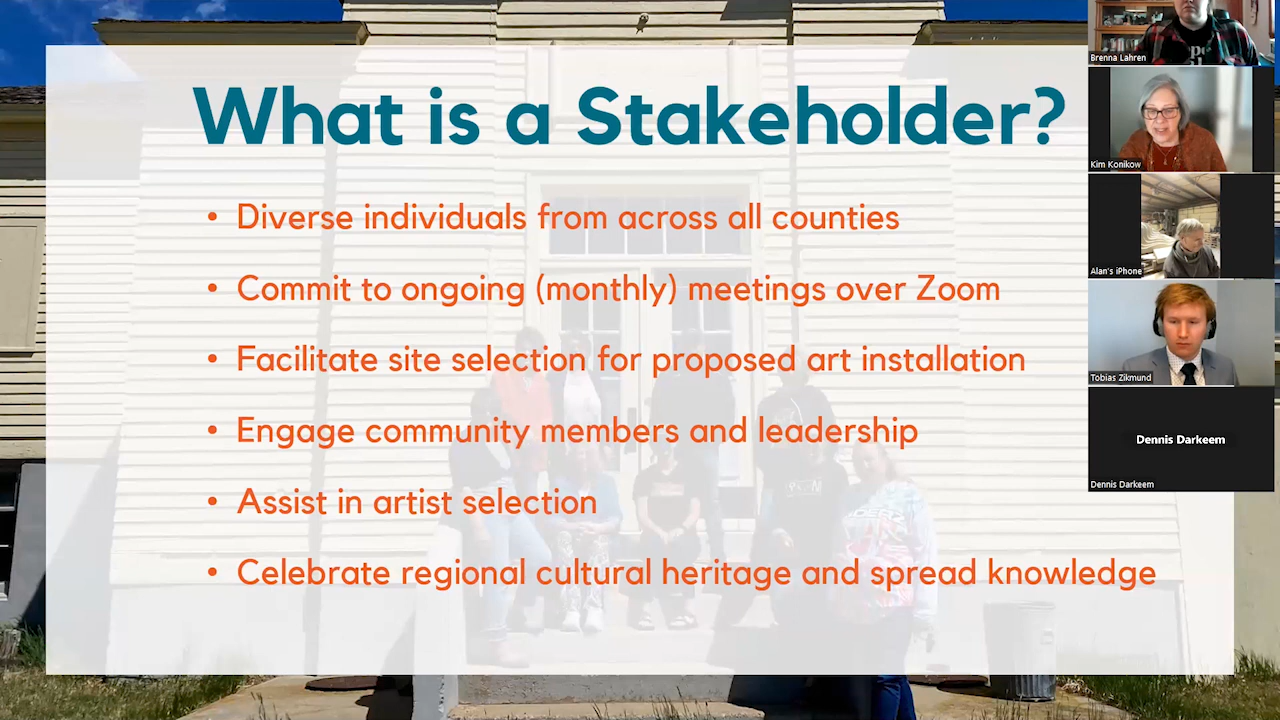 What is a Stakeholder?
• Diverse individuals from across all counties
• Commit to ongoing (monthly) meetings over Zoom
• Facilitate site selection for proposed art installation
• Engage community members and leadership
• Assist in artist selection
• Celebrate regional cultural heritage and spread knowledge
Brenna Lahren
Kim Konikow
Alan's iPhone
Tobias Zikmund
Dennis Darkeem
Dennis Darkeem